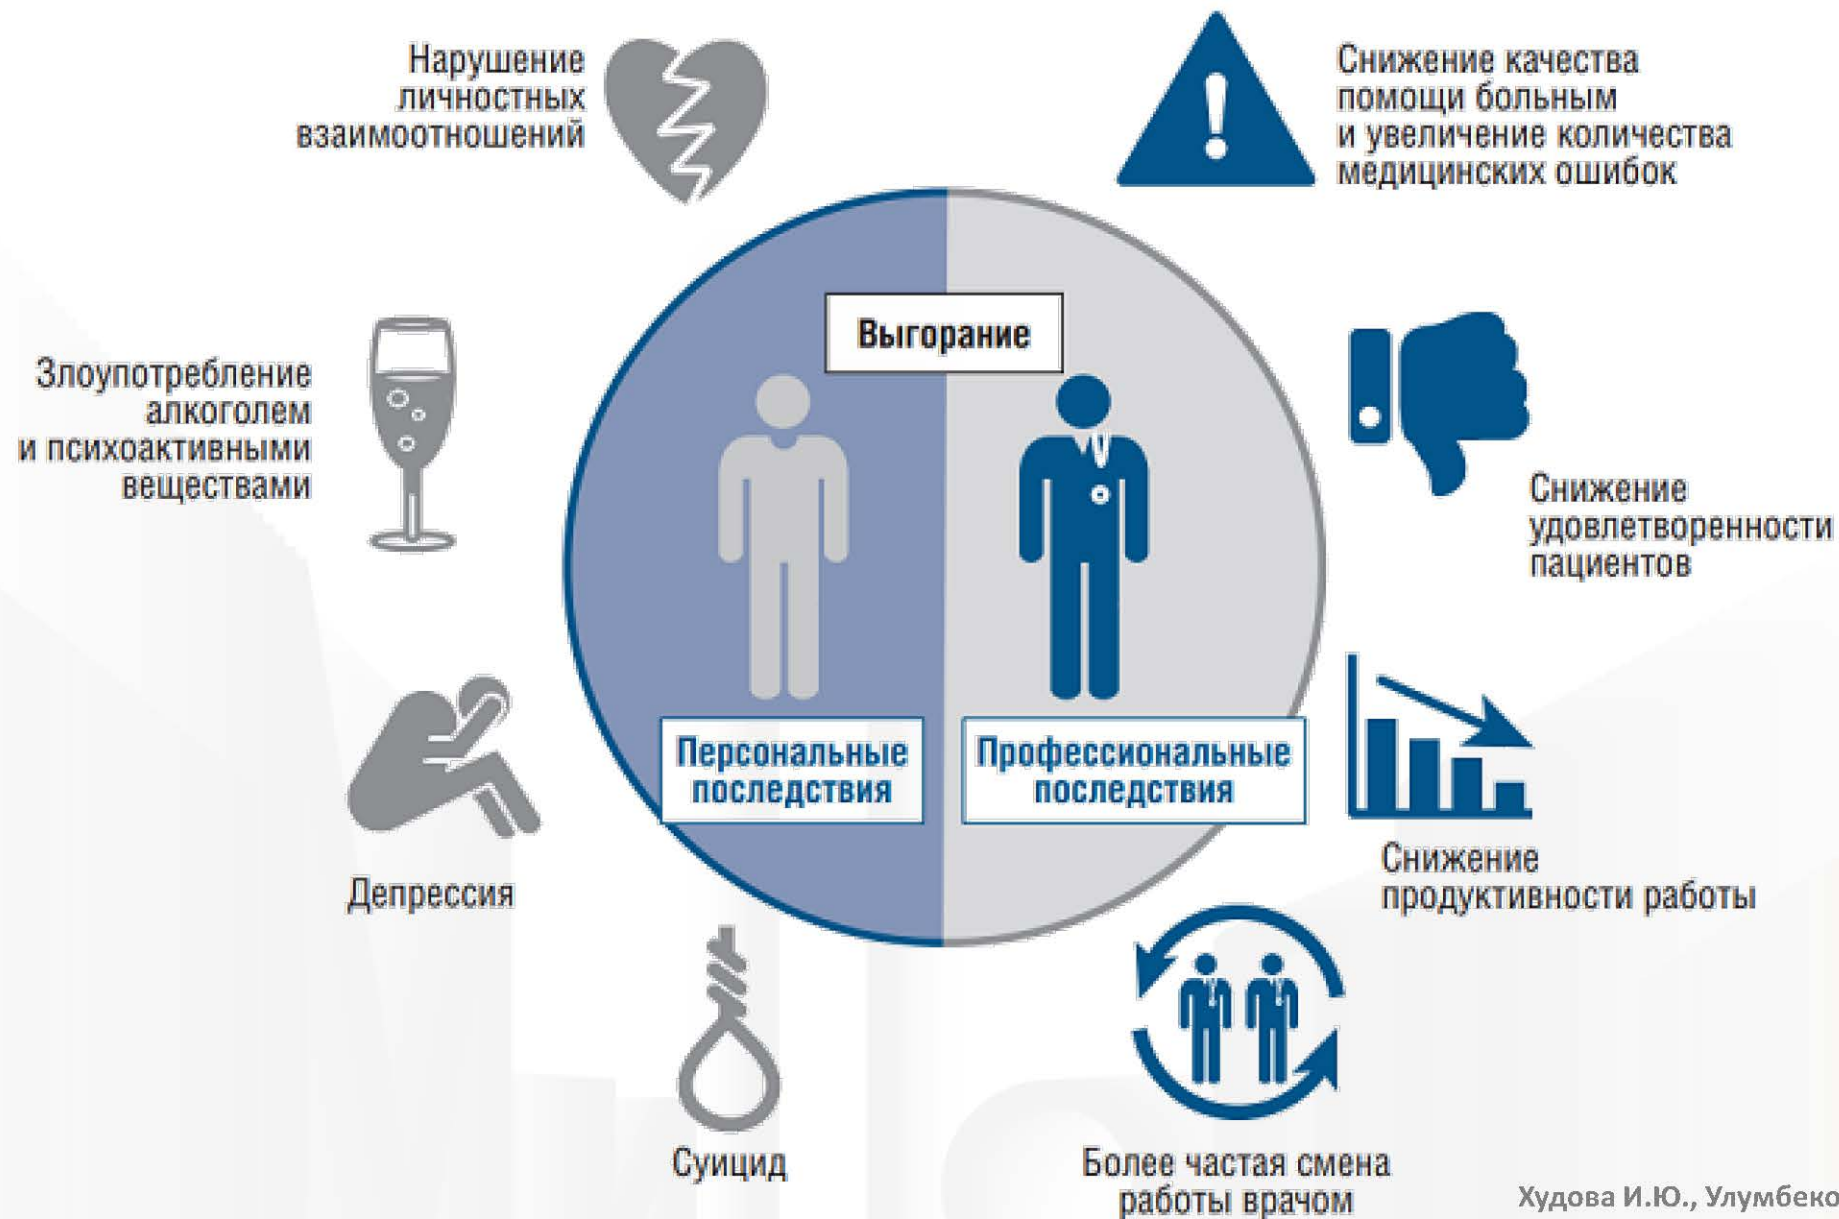 Нарушение
личностных
взаимоотношений
Снижение качества
помощи больным
и увеличение количества
медицинских ошибок
Выгорание
Злоупотребление
алкоголем
и психоактивными
веществами
Снижение
удовлетворенности
пациентов
Персональные
последствия
Профессиональные
последствия
Депрессия
Снижение
продуктивности работы
Суицид
Более частая смена
работы врачом
Худова И.Ю., Улумбеко